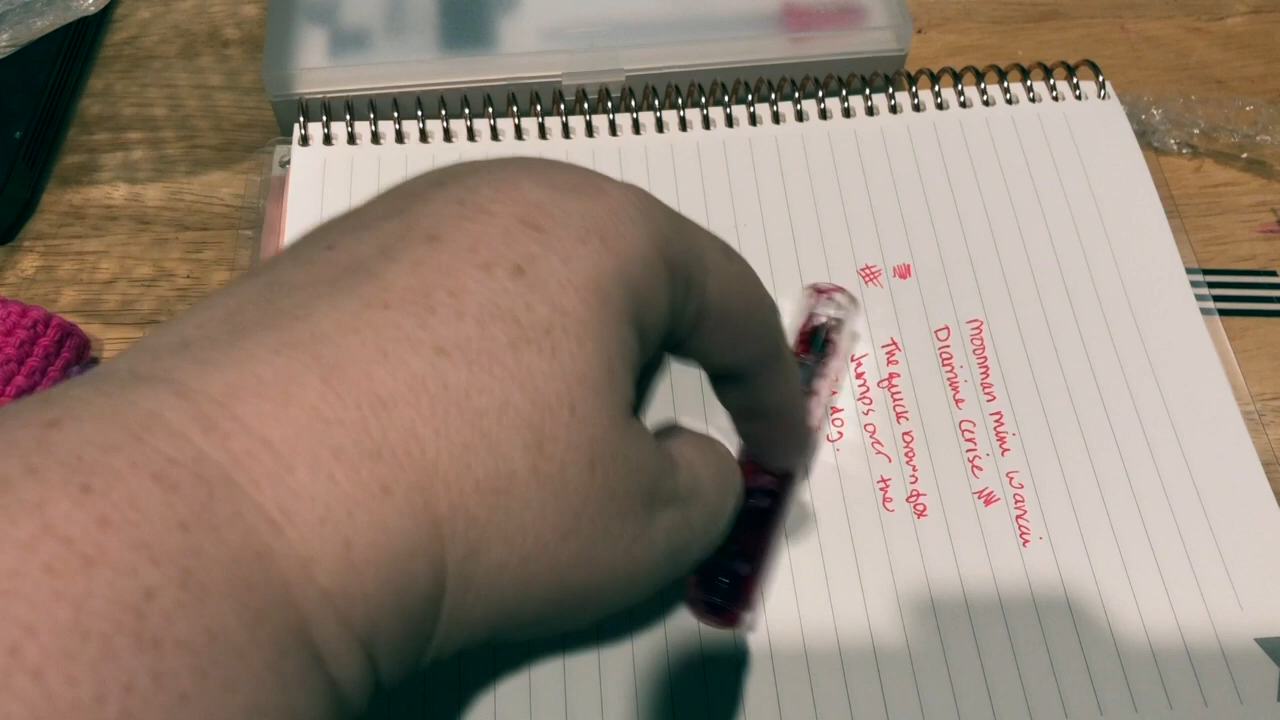 Moonman mini wancai
Diamine Cerise
The quick brown fox
Jumps over the
dog.